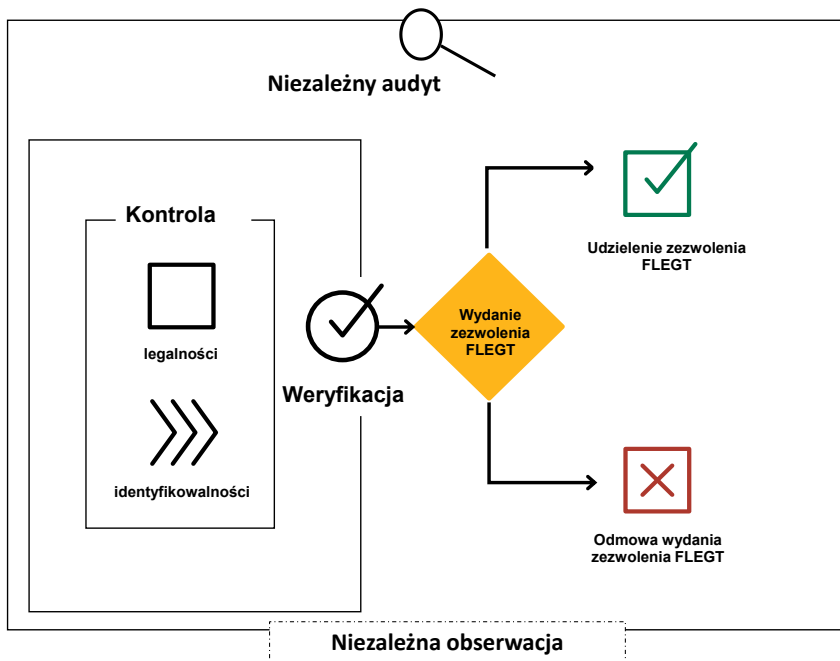 Niezależny audyt
Kontrola
legalności
identyfikowalności
Weryfikacja
Wydanie
zezwolenia
FLEGT
Udzielenie zezwolenia
FLEGT
Odmowa wydania
zezwolenia FLEGT
Niezależna obserwacja